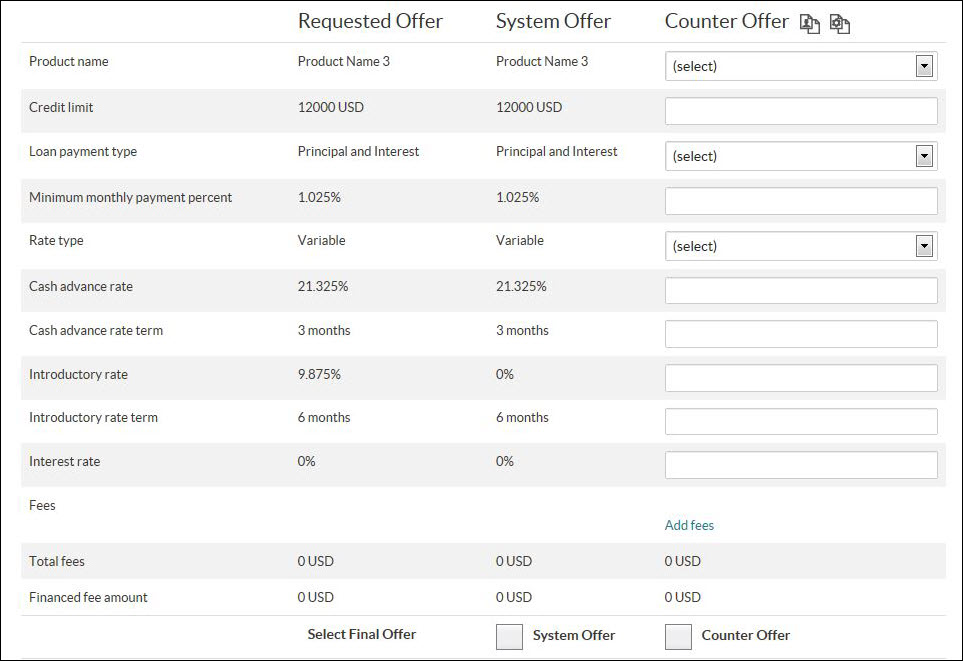 Requested Offer System Offer Counter Offer
Product name Product Name 3 Product Name 3 (select)
Credit limit 12000 USD 12000 USD
Loan payment type Principal and Interest Principal and Interest (select)
Minimum monthly payment percent 1.025% 1.025%
Rate type Variable Variable (select)
Cash advance rate 21.325% 21.325%
Cash advance rate term 3 months 3 months
Introductory rate 9.875% 0%
Introductory rate term 6 months 6 months
Interest rate 0% 0%
Fees
Add fees
Total fees 0 USD 0 USD 0 USD
Financed fee amount 0 USD 0 USD 0 USD
Select Final Offer System Offer Counter Offer